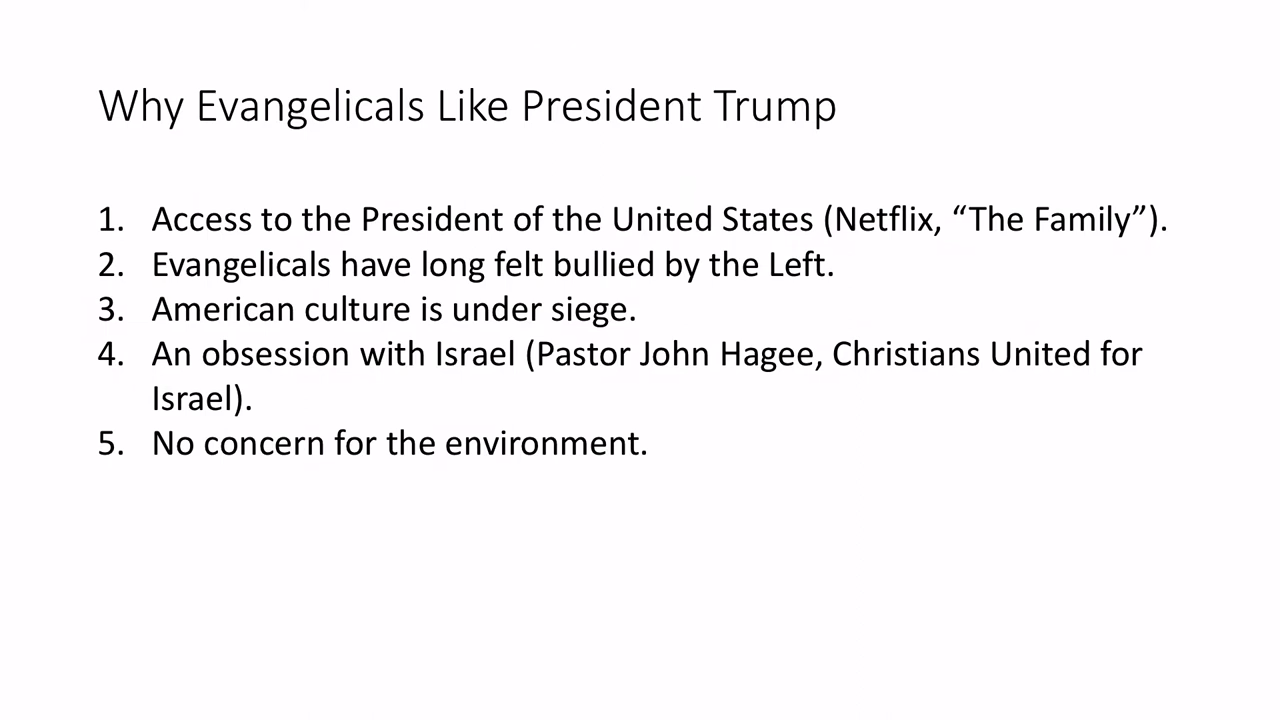 Why Evangelicals Like President Trump
1. Access to the President of the United States (Netflix, “The Family”).
2. Evangelicals have long felt bullied by the Left.
3. American culture is under siege.
4. An obsession with Israel (Pastor John Hagee, Christians United for
Israel).
5. No concern for the environment.